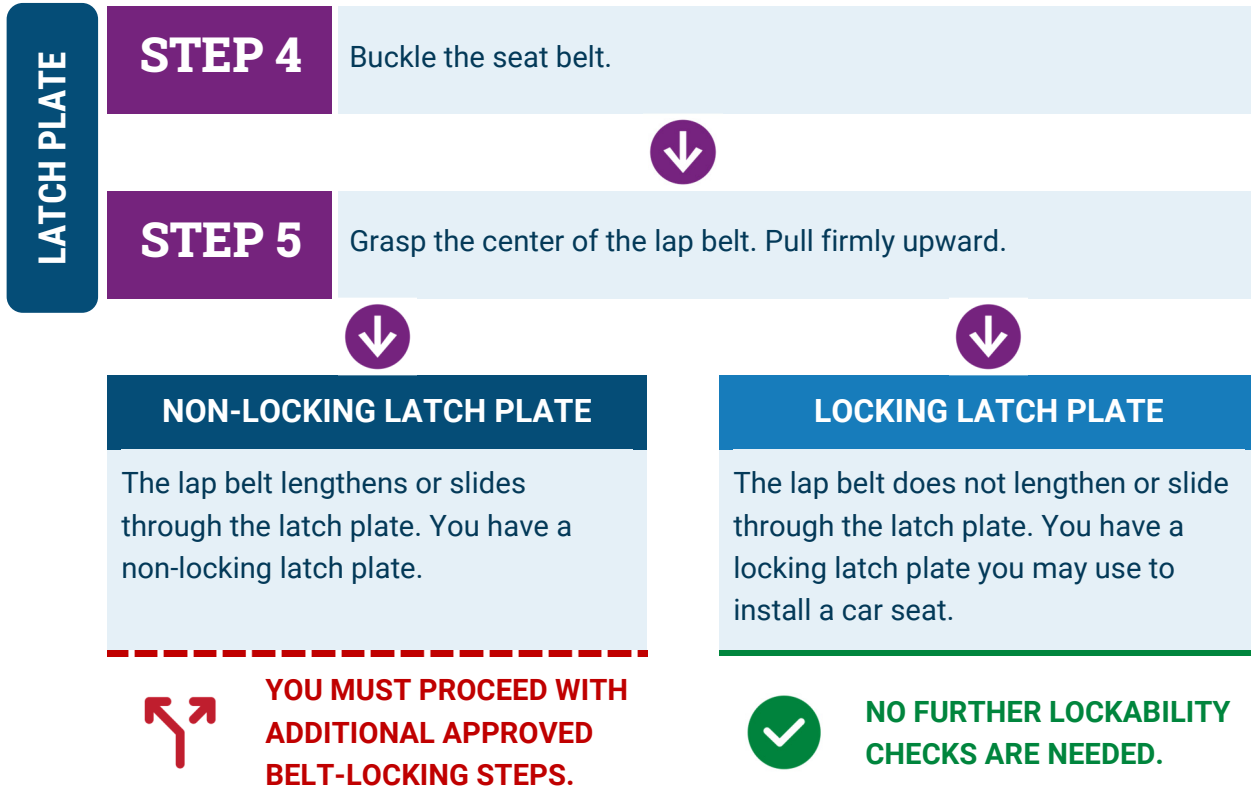 LATCH PLATE
STEP 4
Buckle the seat belt.
STEP 5
Grasp the center of the lap belt. Pull firmly upward.
NON-LOCKING LATCH PLATE
The lap belt lengthens or slides
through the latch plate. You have a
non-locking latch plate.
YOU MUST PROCEED WITH
ADDITIONAL APPROVED
BELT-LOCKING STEPS.
LOCKING LATCH PLATE
The lap belt does not lengthen or slide
through the latch plate. You have a
locking latch plate you may use to
install a car seat.
NO FURTHER LOCKABILITY
CHECKS ARE NEEDED.